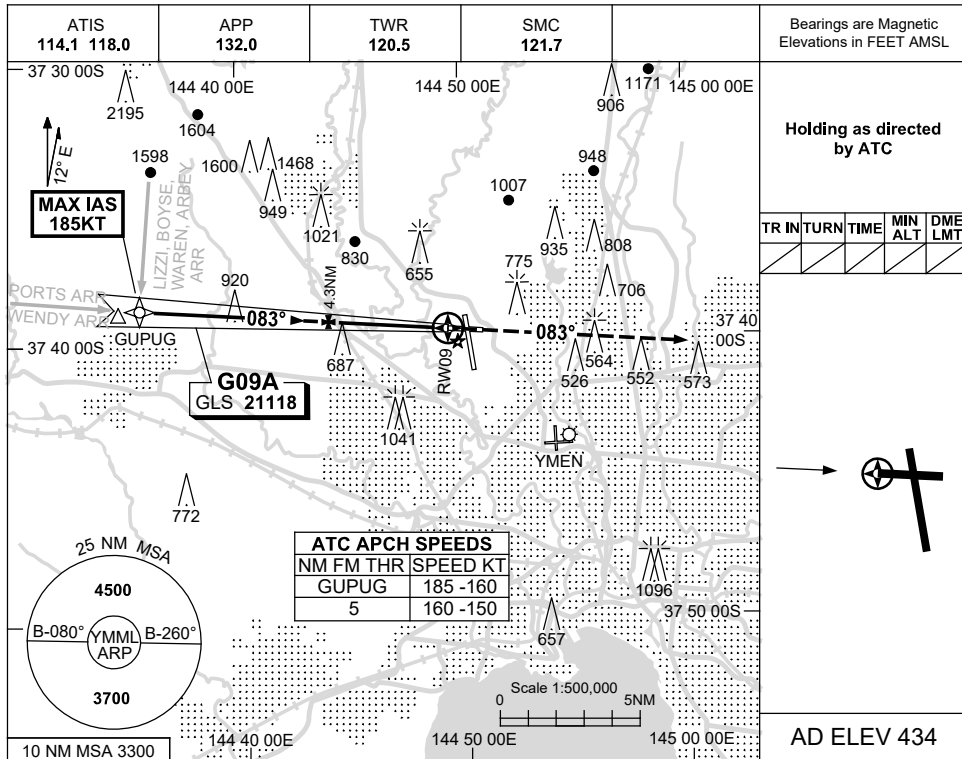 ATIS
114.1 118.0
APP
132.0
TWR
120.5
SMC
121.7
Bearings are Magnetic
Elevations in FEET AMSL
37 30 00S
144 40 00E
144 50 00E
145 00 00E
1171
906
2195
1604
12° E
1598
1600
1468
949
948
1007
MAX IAS
185KT
LIZZI, BOYSE,
WAREN, ARBEY
ARR
1021
830
655
935
808
775
706
920
4.3NM
PORTS ARR
WENDY ARR
083°
083°
GUPUG
37 40 00S
37 40
00S
687
RW09
564
526
552
573
G09A
GLS 21118
1041
YMEN
772
ATC APCH SPEEDS
NM FM THR SPEED KT
GUPUG 185 -160
5 160 -150
1096
37 50 00S
657
25 NM MSA
4500
B-080° YMML B-260°
ARP
3700
Scale 1:500,000
0 5NM
10 NM MSA 3300
144 40 00E
144 50 00E
145 00 00E
Holding as directed
by ATC
TR IN TURN TIME MIN ALT DME LMT
AD ELEV 434